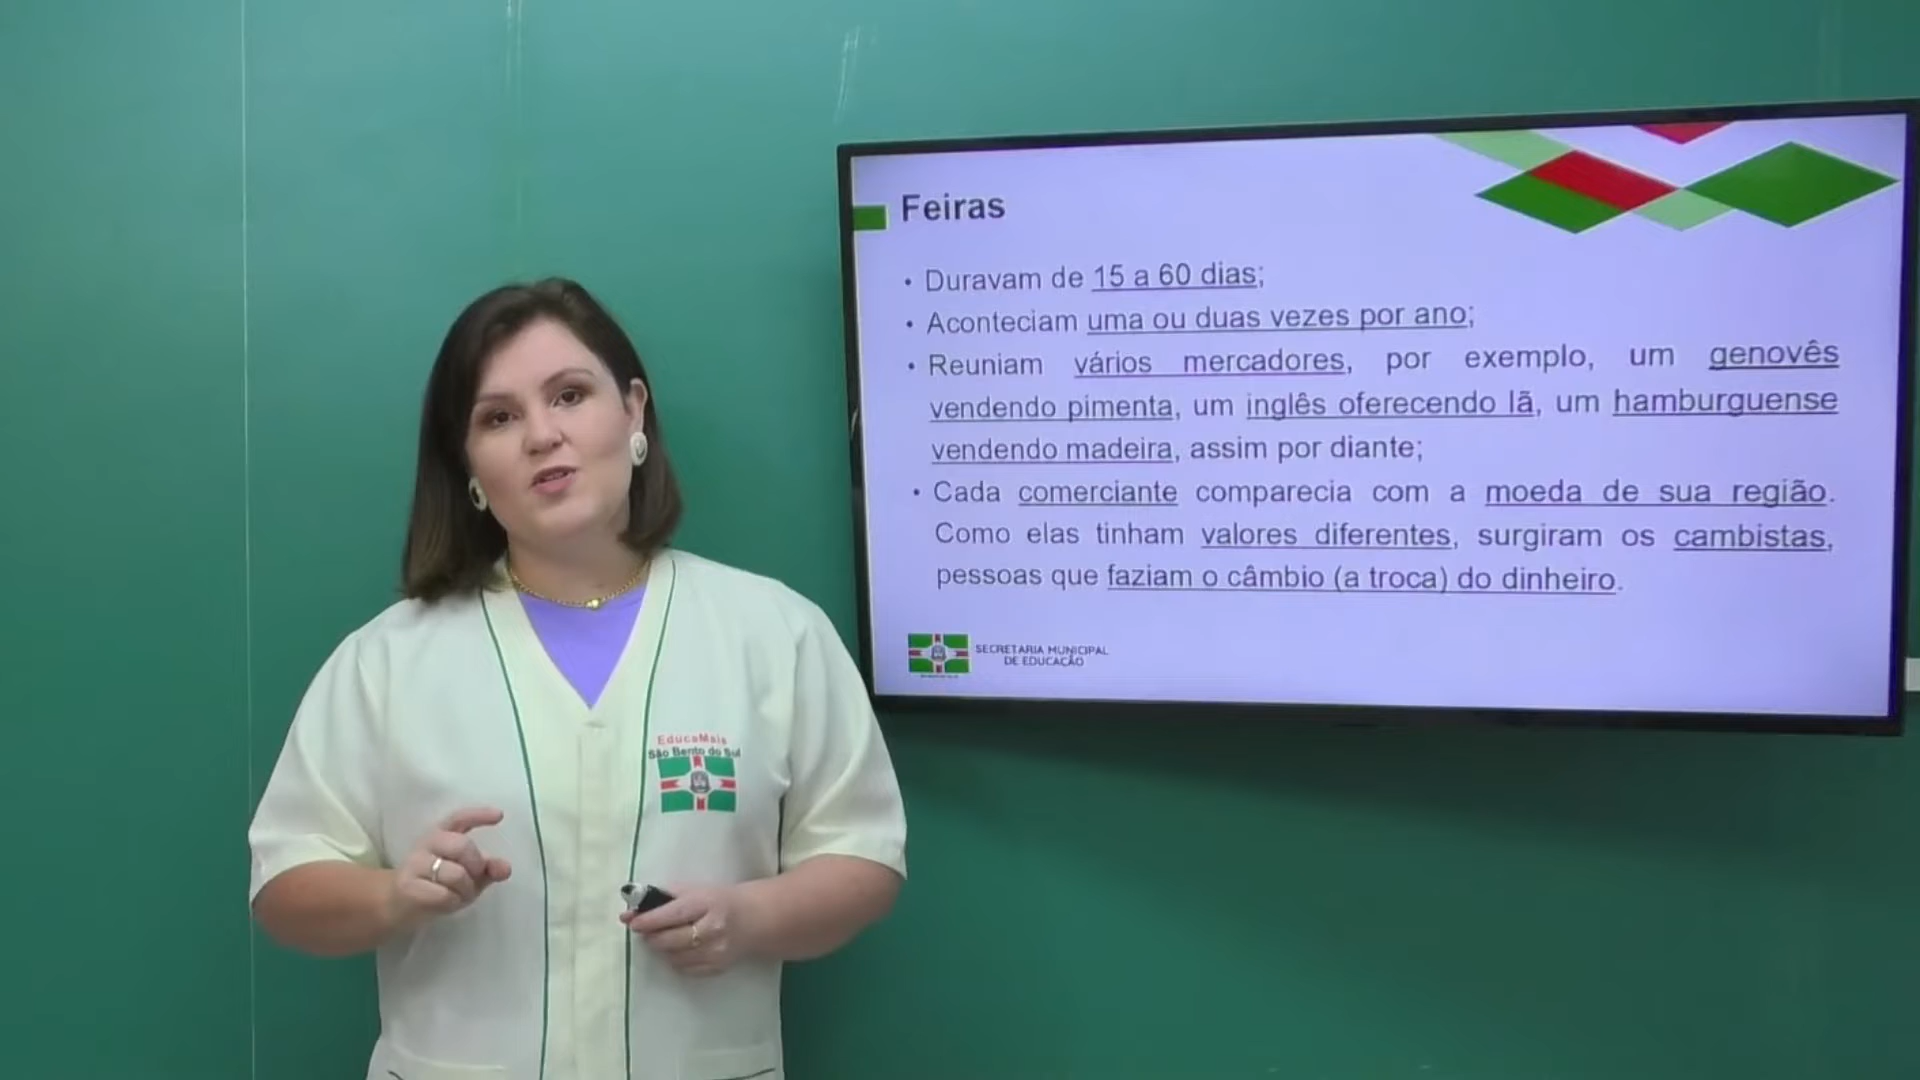 Feiras
• Duravam de 15 a 60 dias;
• Aconteciam uma ou duas vezes por ano;
• Reuniam vários mercadores, por exemplo, um genovês
vendendo pimenta, um inglês oferecendo lã, um hamburguense
vendendo madeira, assim por diante;
• Cada comerciante comparecia com a moeda de sua região.
Como elas tinham valores diferentes, surgiram os cambistas,
pessoas que faziam o câmbio (a troca) do dinheiro.
SECRETARIA MUNICIPAL
DE EDUCAÇÃO
EducaMais
São Bento do Sul